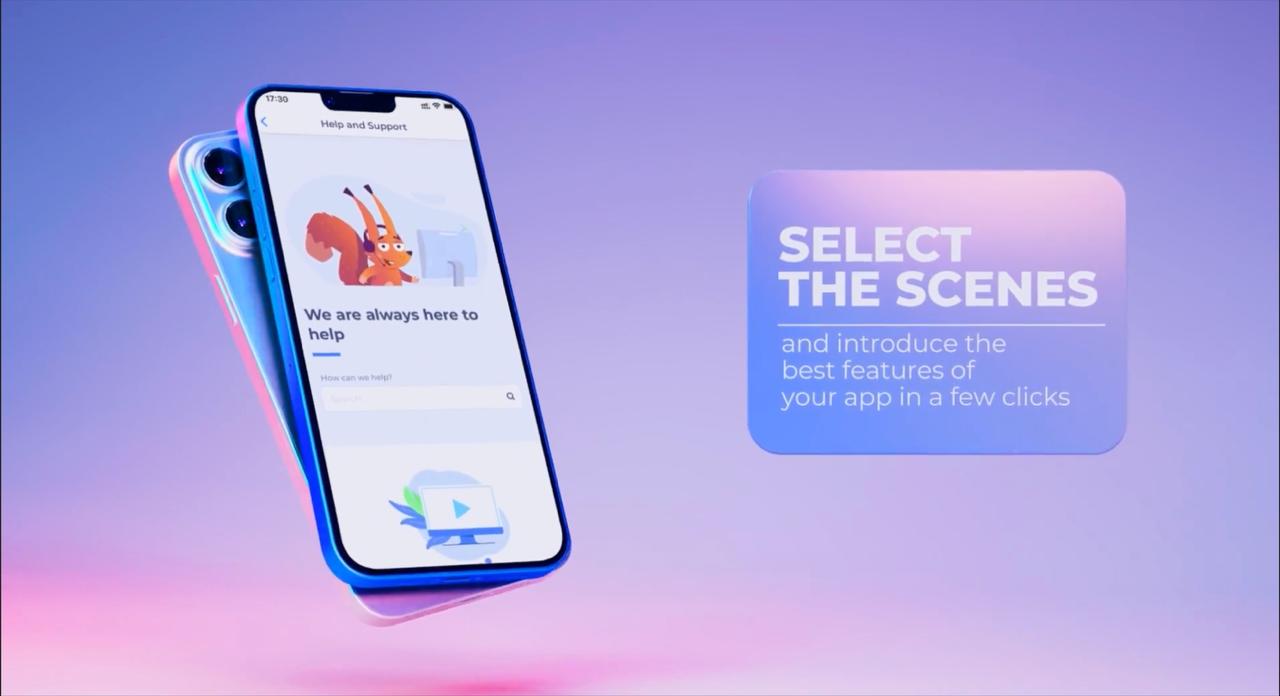 17:30
Help and Support
We are always here to
help
How can we help?
Search
SELECT
THE SCENES
and introduce the
best features of
your app in a few clicks